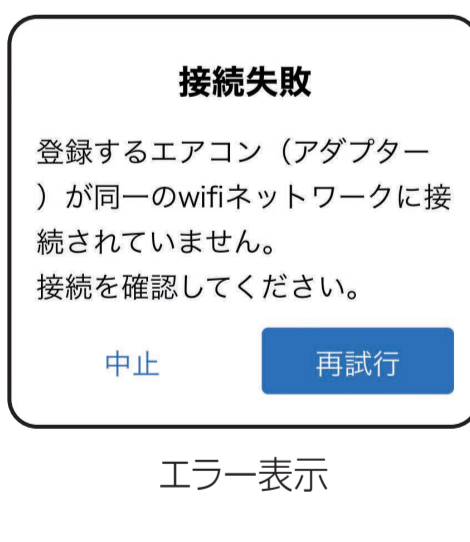 接続失敗
登録するエアコン（アダプター
）が同一のwifiネットワークに接
続されていません。
接続を確認してください。
中止
再試行
エラー表示